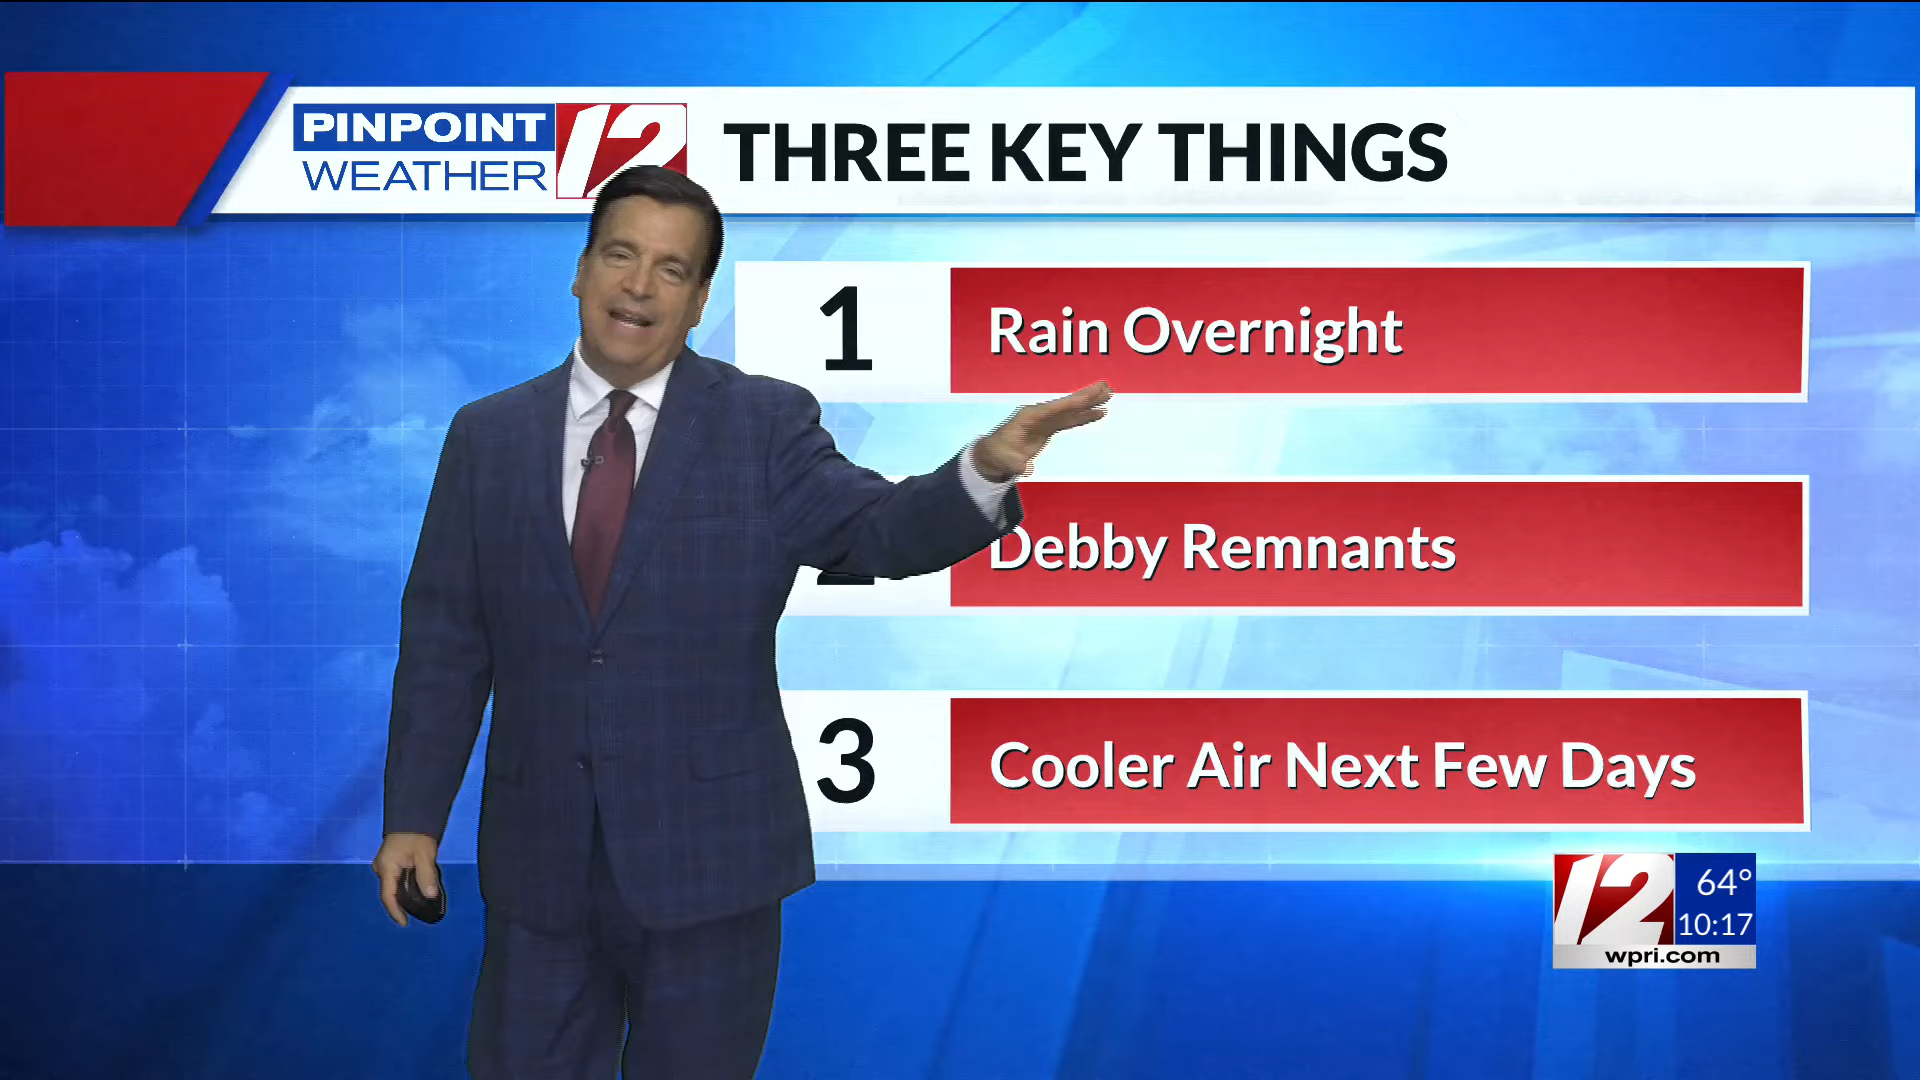 PINPOINT
WEATHER 12
THREE KEY THINGS
1 Rain Overnight
Debby Remnants
3 Cooler Air Next Few Days
12
64°
10:17
wpri.com